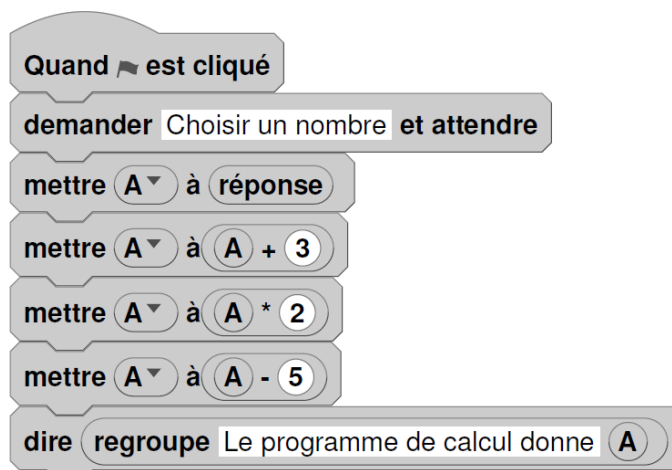 Quand est cliqué
demander Choisir un nombre et attendre
mettre A à réponse
mettre A à A + 3
mettre A à A * 2
mettre A à A - 5
dire regroupe Le programme de calcul donne A